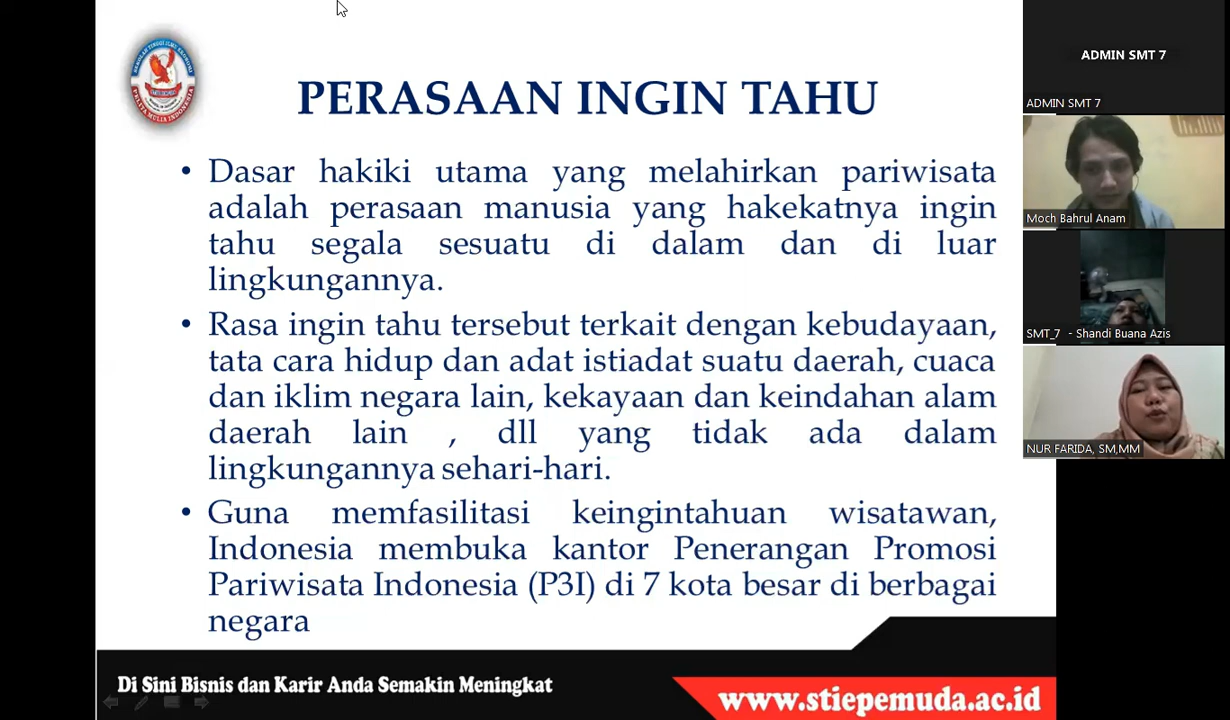 PERASAAN INGIN TAHU
• Dasar hakiki utama yang melahirkan pariwisata
adalah perasaan manusia yang hakekatnya ingin
tahu segala sesuatu di dalam dan di luar
lingkungannya.
• Rasa ingin tahu tersebut terkait dengan kebudayaan,
tata cara hidup dan adat istiadat suatu daerah, cuaca
dan iklim negara lain, kekayaan dan keindahan alam
daerah lain , dll yang tidak ada dalam
lingkungannya sehari-hari.
• Guna memfasilitasi keingintahuan wisatawan,
Indonesia membuka kantor Penerangan Promosi
Pariwisata Indonesia (P3I) di 7 kota besar di berbagai
negara
Di Sini Bisnis dan Karir Anda Semakin Meningkat
www.stiepemuda.ac.id
ADMIN SMT 7
ADMIN SMT 7
Moch Bahrul Anam
SMT_7 - Shandi Buana Azis
NUR FARIDA, SM,MM